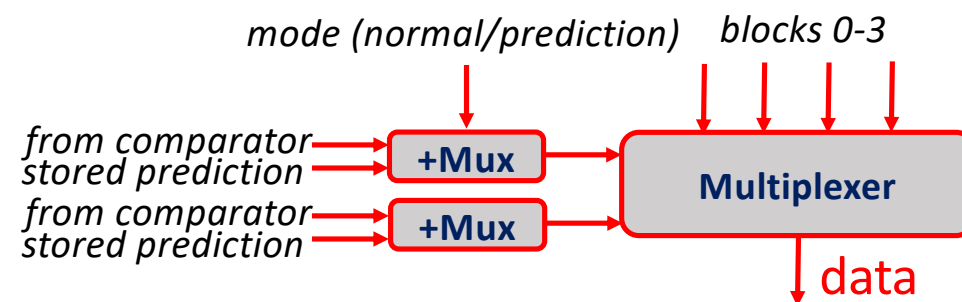 mode (normal/prediction) blocks 0-3
from comparator
stored prediction
+Mux
Multiplexer
from comparator
stored prediction
+Mux
data